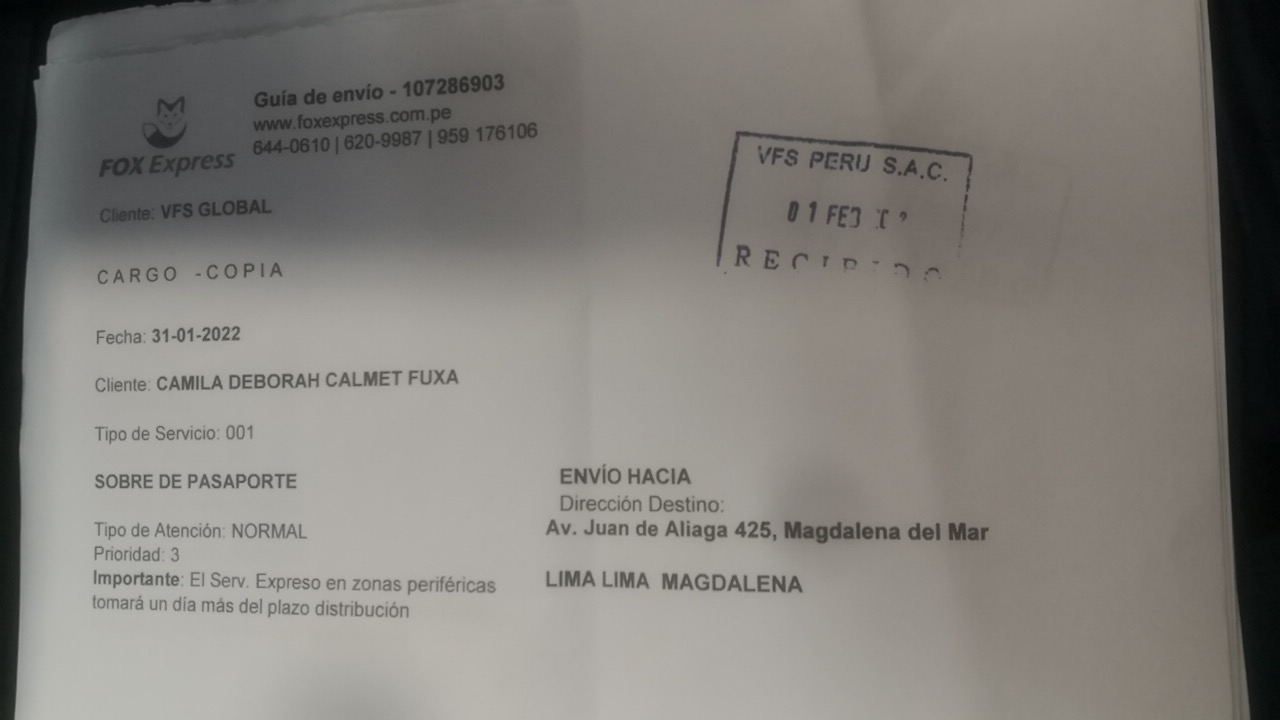 Guía de envío - 107286903
www.foxexpress.com.pe
644-0610 | 620-9987 | 959 176106
FOX Express
Cliente: VFS GLOBAL
CARGO -COPIA
VFS PERU S.A.C.
01
Fecha: 31-01-2022
Cliente: CAMILA DEBORAH CALMET FUXA
Tipo de Servicio: 001
SOBRE DE PASAPORTE
Tipo de Atención: NORMAL
Prioridad: 3
Importante: El Serv. Expreso en zonas periféricas
tomará un día más del plazo distribución
ENVÍO HACIA
Dirección Destino:
Av. Juan de Aliaga 425, Magdalena del Mar
LIMA LIMA MAGDALENA